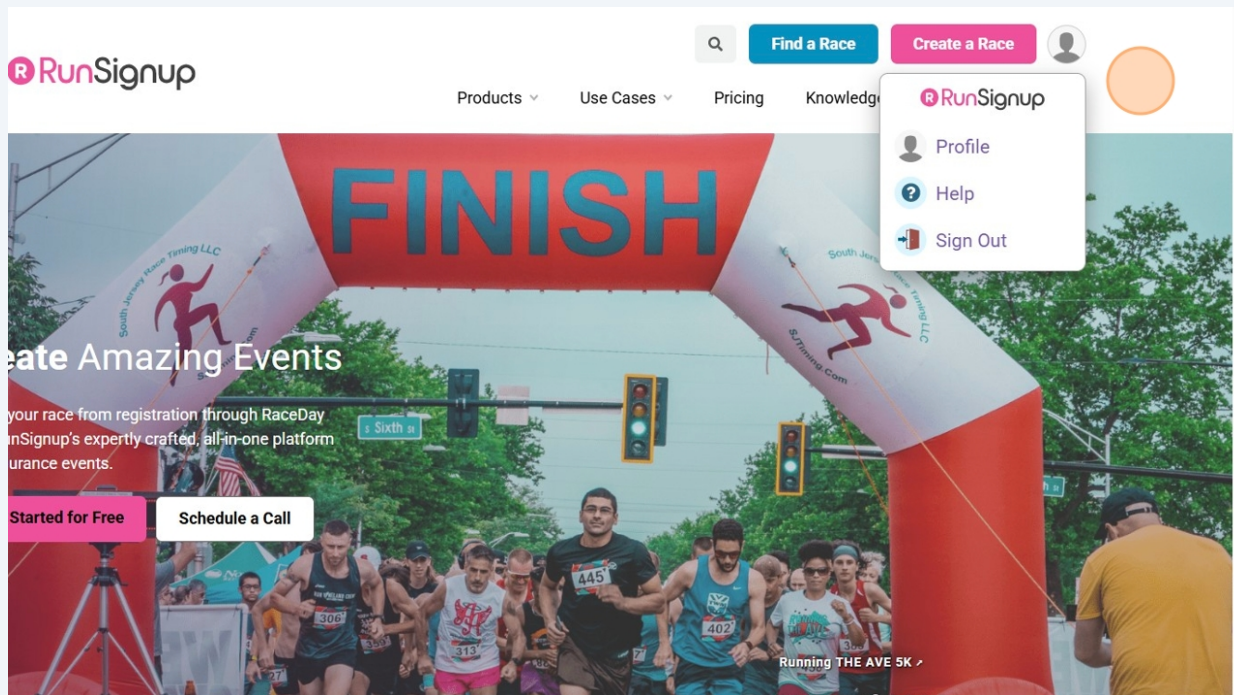 Find a Race
Create a Race
RunSignup
Products
Use Cases
Pricing
Knowledge
RunSignup
Profile
Help
Sign Out
FINISH
South Jersey Race Timing LLC
South Jersey Race Timing LLC
SJTiming.Com
eate Amazing Events
your race from registration through RaceDay
unSignup's expertly crafted, all-in-one platform
urance events.
S Sixth St
Started for Free
Schedule a Call
445
306
313
402
27
Running THE AVE 5K